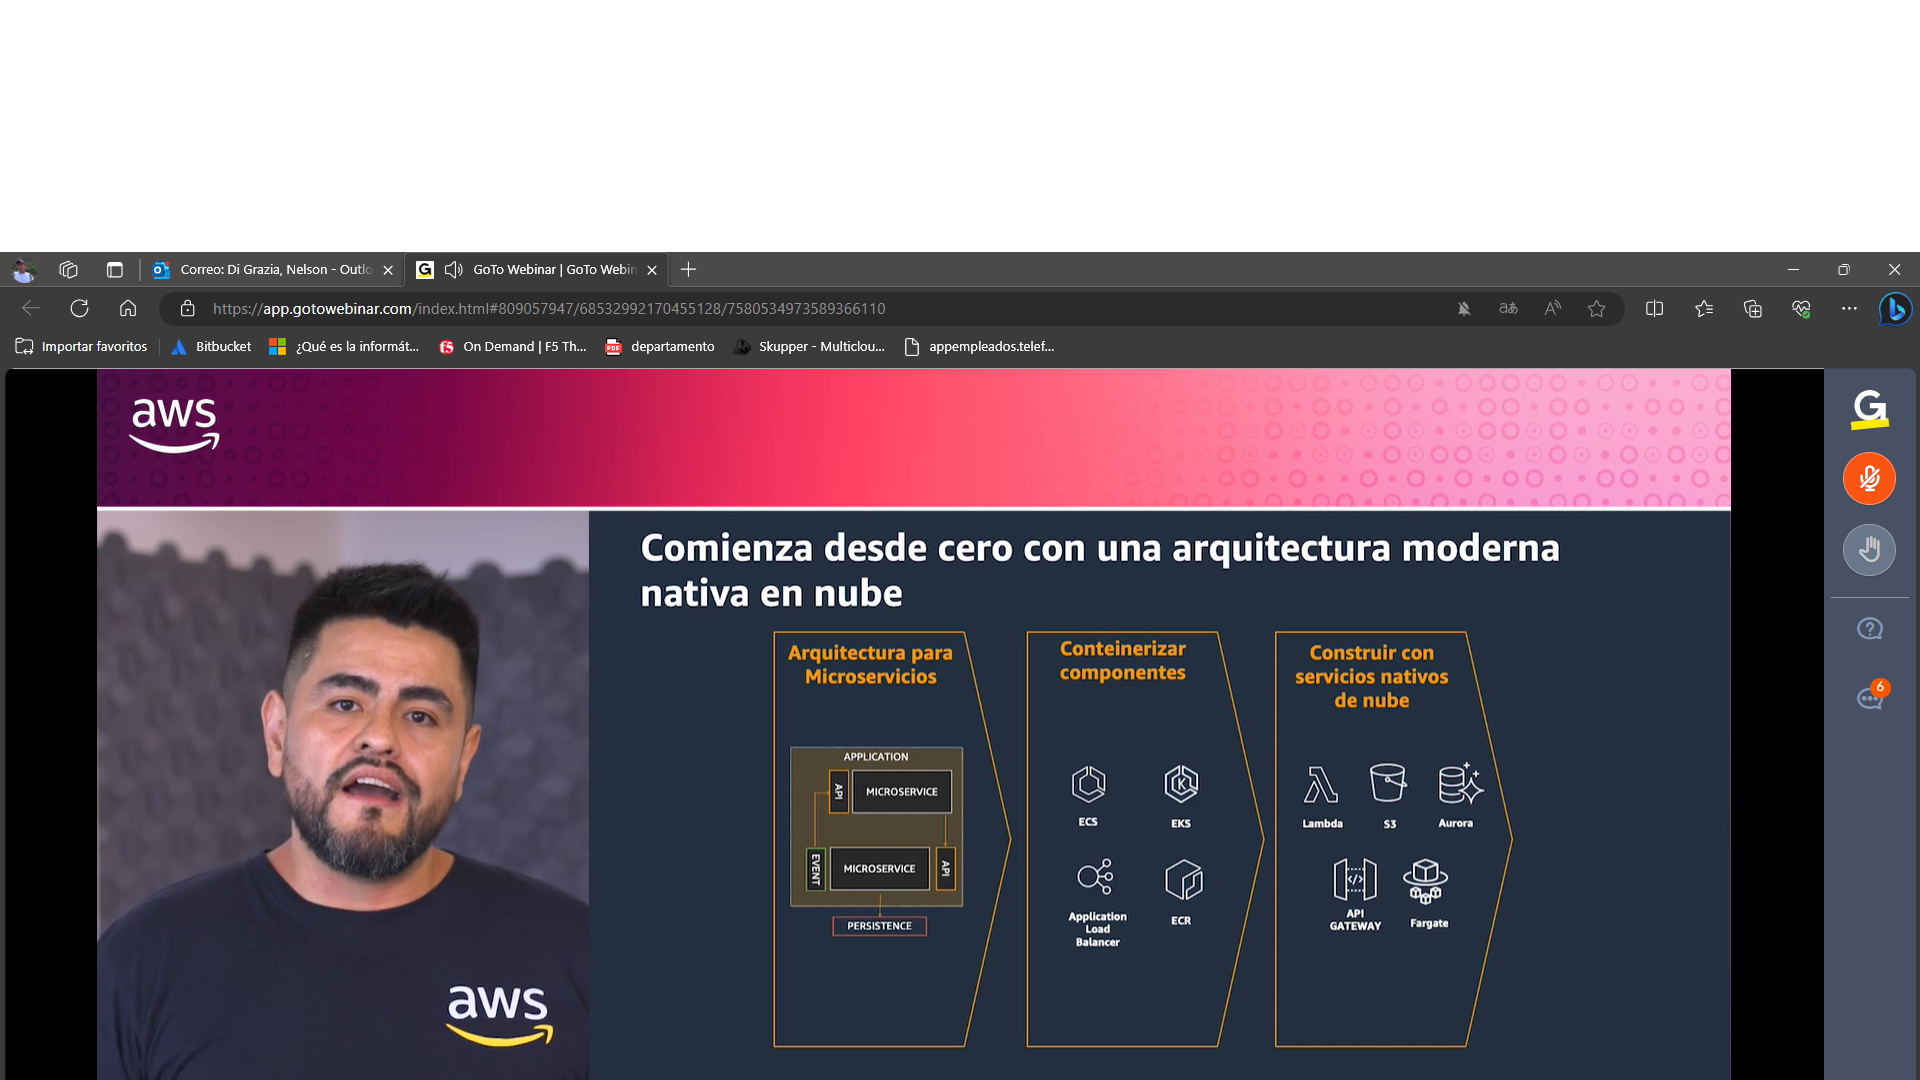 Correo: Di Grazia, Nelson - Outlo
GoTo Webinar | GoTo Webin
https://app.gotowebinar.com/index.html#809057947/68532992170455128/7580534973589366110
Importar favoritos
Bitbucket
¿Qué es la informát...
On Demand | F5 Th...
departamento
Skupper - Multiclou...
appempleados.telef...
aws
G
6
Comienza desde cero con una arquitectura moderna
nativa en nube
Arquitectura para
Microservicios
APPLICATION
API
MICROSERVICE
EVENT
MICROSERVICE
API
PERSISTENCE
Conteinerizar
componentes
ECS
EKS
Application
Load
Balancer
ECR
Construir con
servicios nativos
de nube
Lambda
S3
Aurora
API
GATEWAY
Fargate
aws